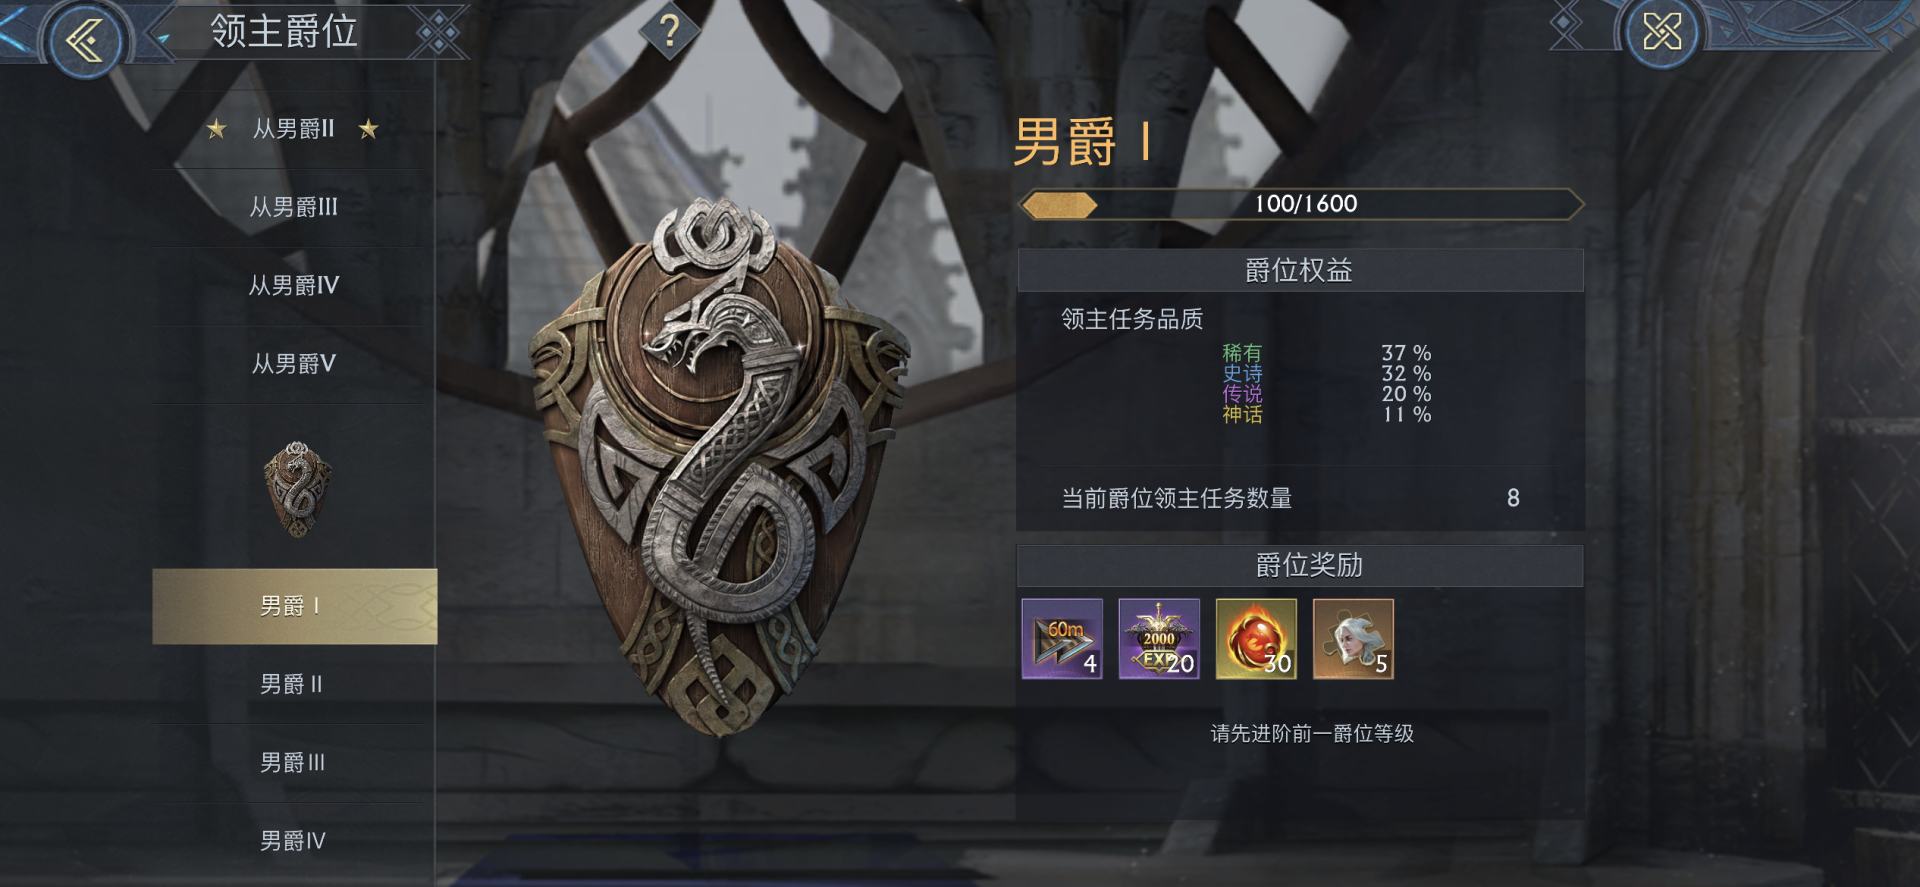 领主爵位
?
从男爵II
从男爵III
从男爵IV
从男爵V
男爵 I
男爵 II
男爵III
男爵IV
男爵 I
100/1600
爵位权益
领主任务品质
稀有 37 %
史诗 32 %
传说 20 %
神话 11 %
当前爵位领主任务数量 8
爵位奖励
60m 4
2000 EXP 20
30
5
请先进阶前一爵位等级